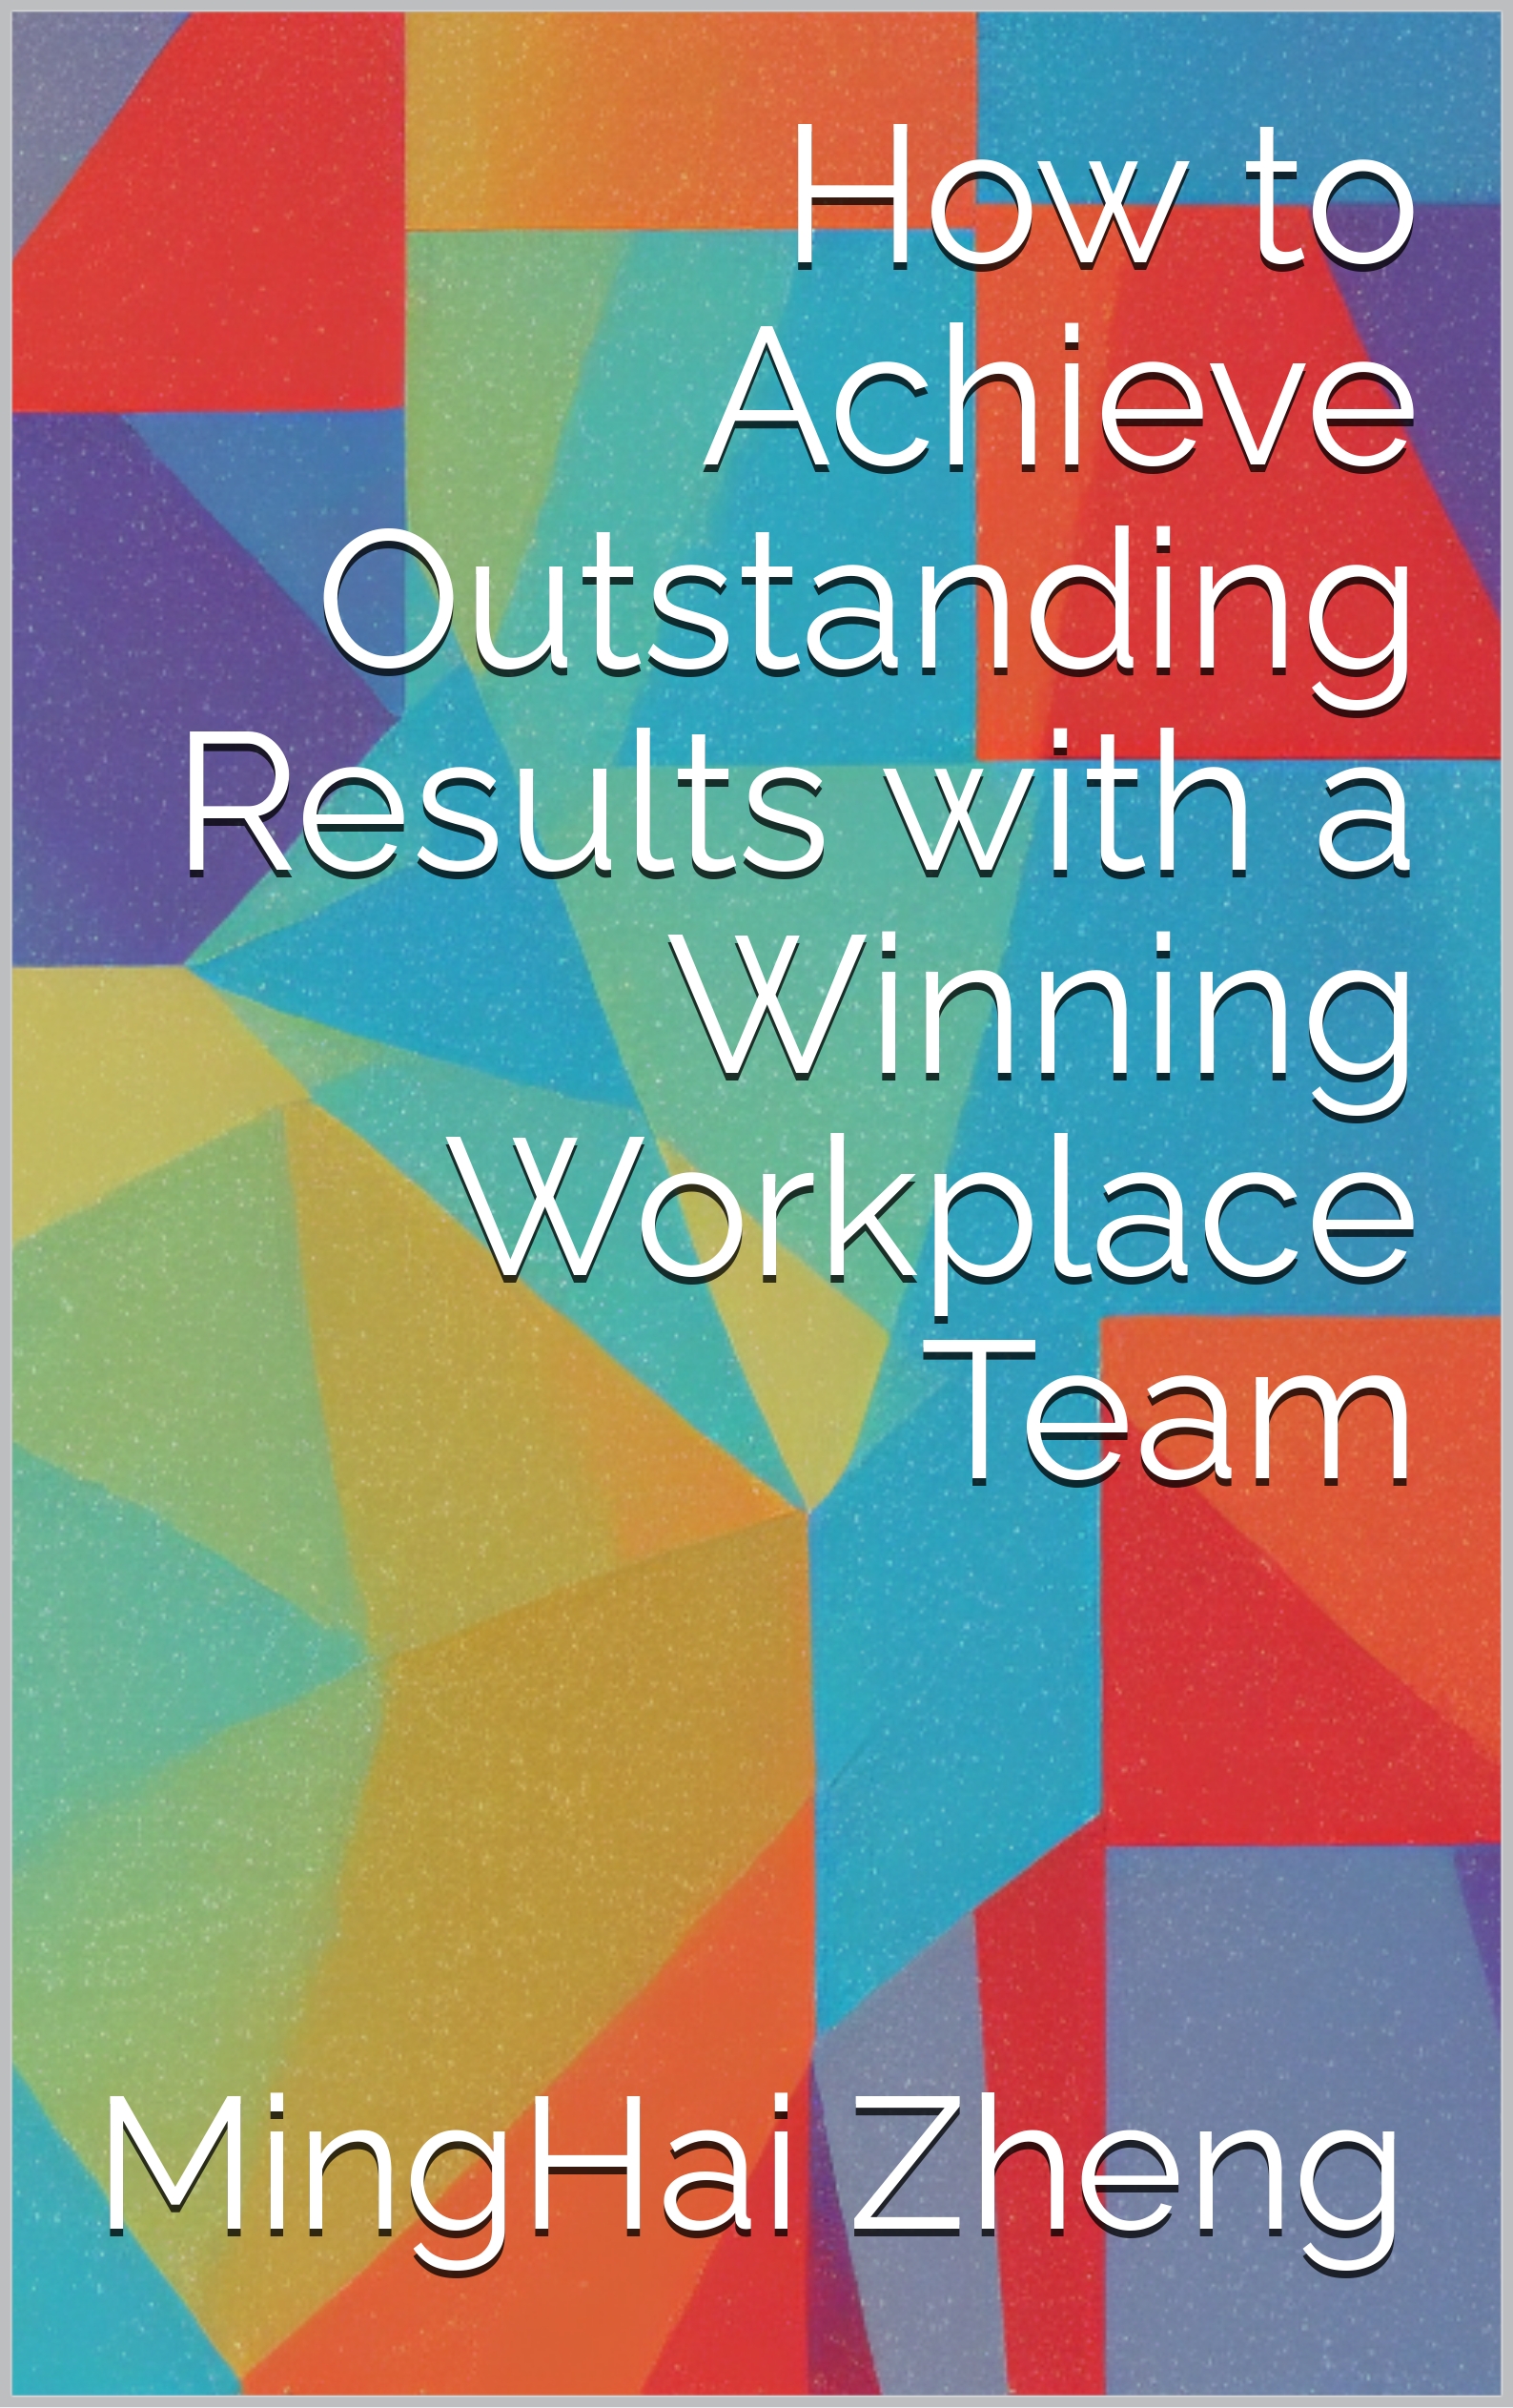 How to
Achieve
Outstanding
Results with a
Winning
Workplace
Team
MingHai Zheng